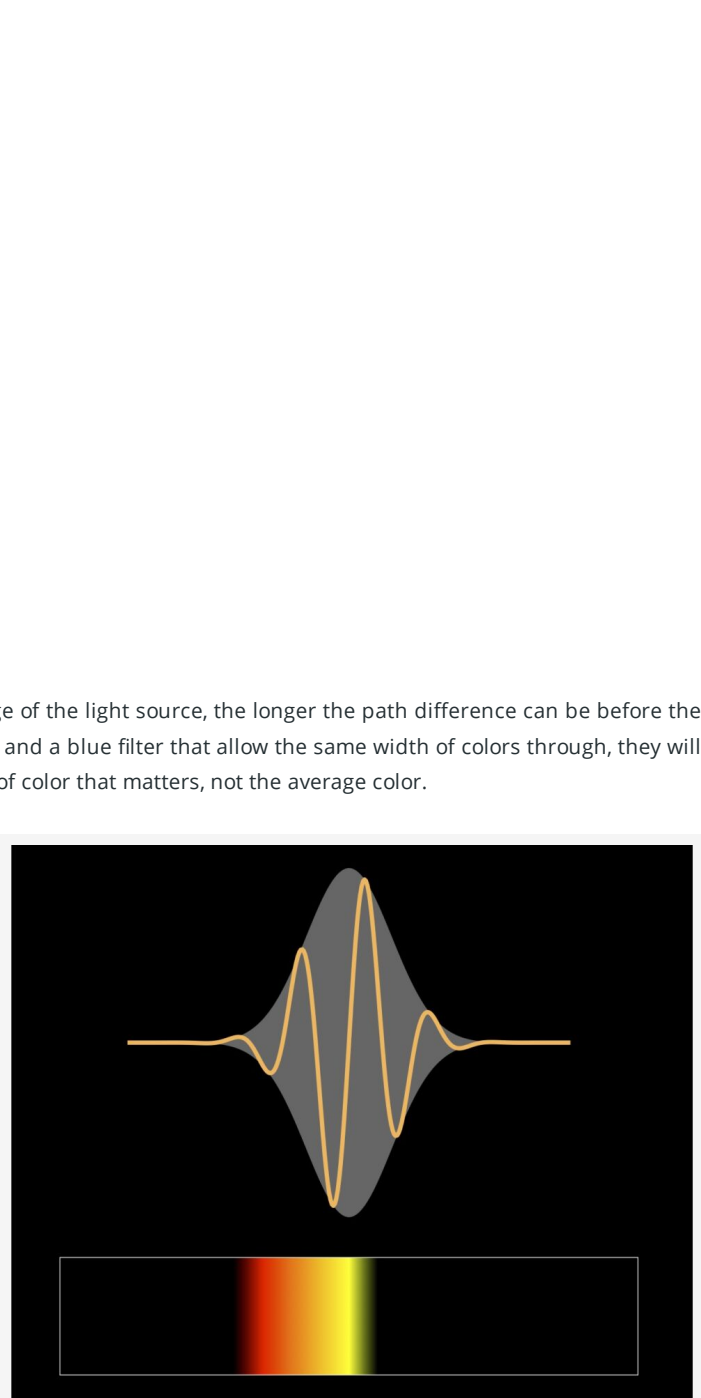 of the light source, the longer the path difference can be before the
and a blue filter that allow the same width of colors through, they will
of color that matters, not the average color.